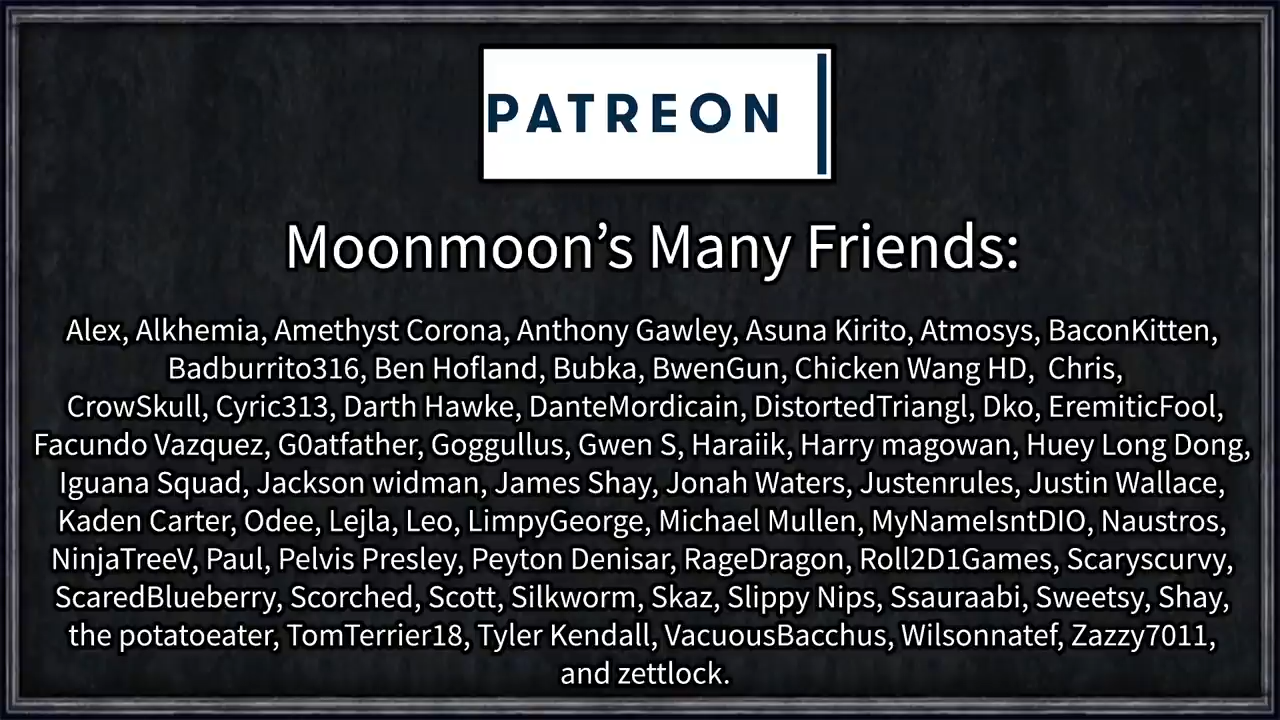 PATREON
Moonmoon’s Many Friends:
Alex, Alkhemia, Amethyst Corona, Anthony Gawley, Asuna Kirito, Atmosys, BaconKitten,
Badburrito316, Ben Hofland, Bubka, BwenGun, Chicken Wang HD,  Chris,
CrowSkull, Cyric313, Darth Hawke, DanteMordicain, DistortedTriangl, Dko, EremiticFool,
Facundo Vazquez, G0atfather, Goggullus, Gwen S, Haraiik, Harry magowan, Huey Long Dong,
Iguana Squad, Jackson widman, James Shay, Jonah Waters, Justenrules, Justin Wallace,
Kaden Carter, Odee, Lejla, Leo, LimpyGeorge, Michael Mullen, MyNameIsntDIO, Naustros,
NinjaTreeV, Paul, Pelvis Presley, Peyton Denisar, RageDragon, Roll2D1Games, Scaryscurvy,
ScaredBlueberry, Scorched, Scott, Silkworm, Skaz, Slippy Nips, Ssauraabi, Sweetsy, Shay,
the potatoeater, TomTerrier18, Tyler Kendall, VacuousBacchus, Wilsonnatef, Zazzy7011,
and zettlock.